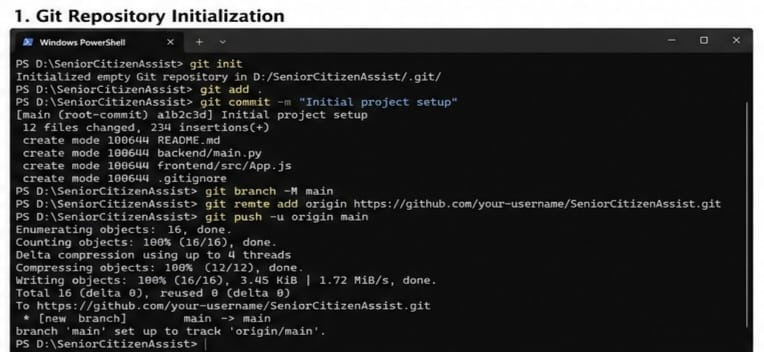 1. Git Repository Initialization
Windows PowerShell
PS D:\SeniorCitizenAssist> git init
Initialized empty Git repository in D:/SeniorCitizenAssist/.git/
PS D:\SeniorCitizenAssist> git add .
PS D:\SeniorCitizenAssist> git commit -m "Initial project setup"
[main (root-commit) a1b2c3d] Initial project setup
12 files changed, 234 insertions(+)
create mode 100644 README.md
create mode 100644 backend/main.py
create mode 100644 frontend/src/App.js
create mode 100644 .gitignore
PS D:\SeniorCitizenAssist> git branch -M main
PS D:\SeniorCitizenAssist> git remte add origin https://github.com/your-username/SeniorCitizenAssist.git
PS D:\SeniorCitizenAssist> git push -u origin main
Enumerating objects: 16, done.
Counting objects: 100% (16/16), done.
Delta compression using up to 4 threads
Compressing objects: 100% (12/12), done.
Writing objects: 100% (16/16), 3.45 KiB | 1.72 MiB/s, done.
Total 16 (delta 0), reused 0 (delta 0)
To https://github.com/your-username/SeniorCitizenAssist.git
* [new branch] main -> main
branch 'main' set up to track 'origin/main'.
PS D:\SeniorCitizenAssist>